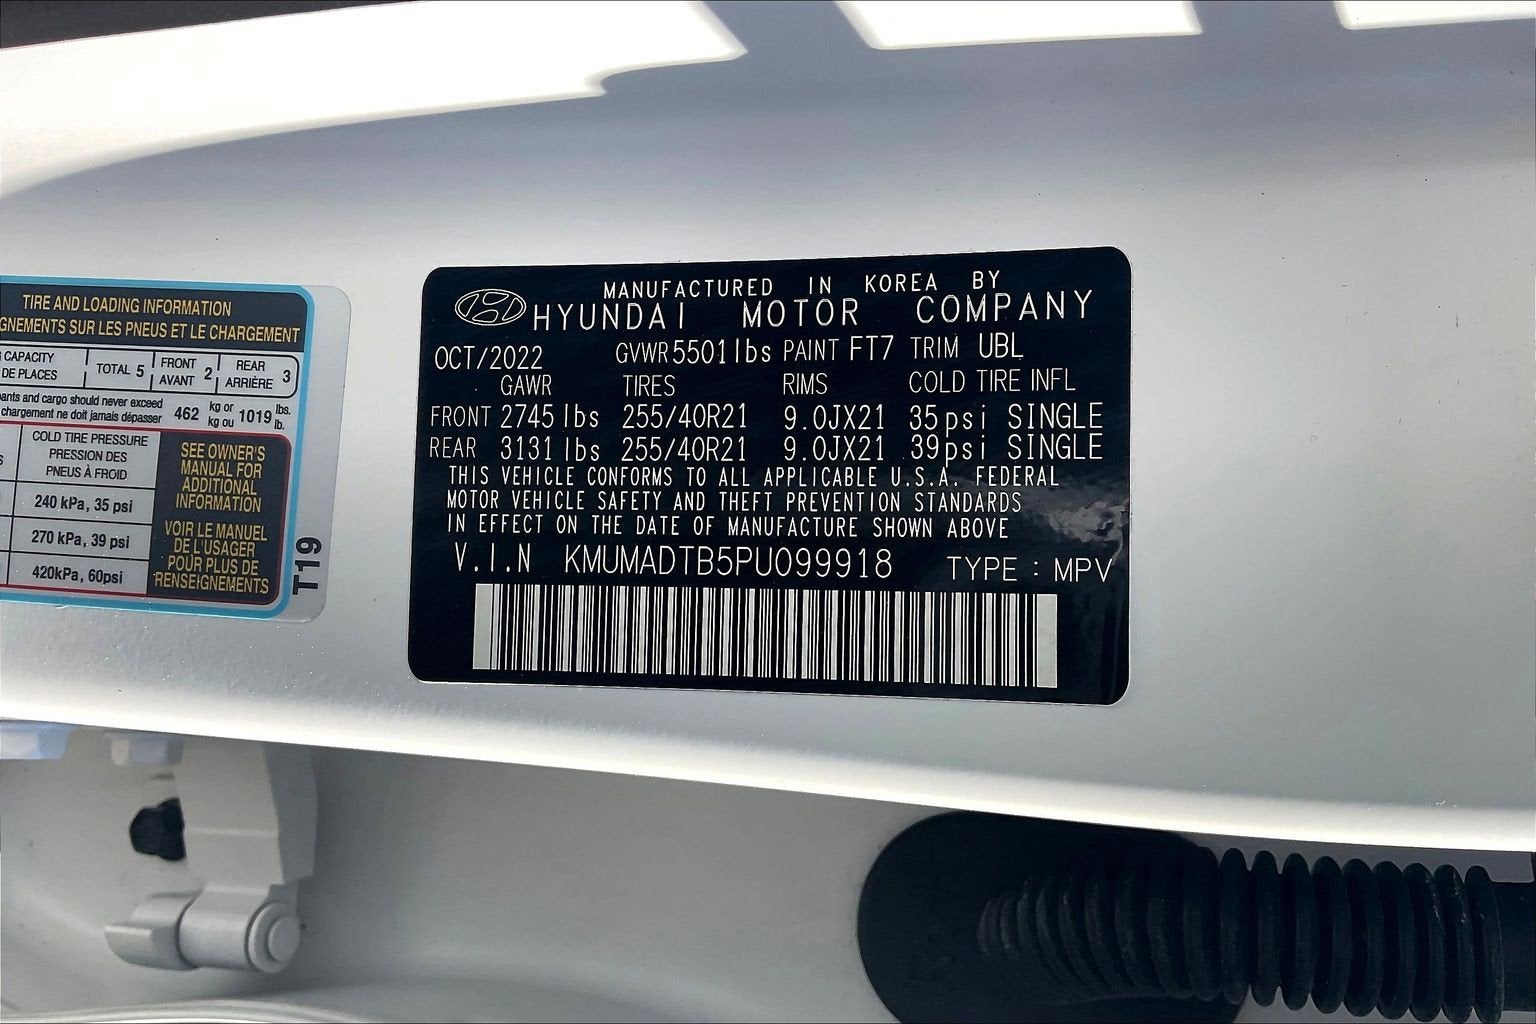 TIRE AND LOADING INFORMATION
GNEMENTS SUR LES PNEUS ET LE CHARGEMENT
CAPACITY
DE PLACES
TOTAL 5
FRONT
AVANT 2
REAR
ARRIÈRE 3
ants and cargo should never exceed
chargement ne doit jamais dépasser
462
kg or
kg ou
1019
lbs.
lb.
COLD TIRE PRESSURE
PRESSION DES
PNEUS À FROID
240 kPa, 35 psi
270 kPa, 39 psi
420kPa, 60psi
SEE OWNER'S
MANUAL FOR
ADDITIONAL
INFORMATION
VOIR LE MANUEL
DE L'USAGER
POUR PLUS DE
RENSEIGNEMENTS
T19
MANUFACTURED IN KOREA BY
HYUNDAI MOTOR COMPANY
OCT/2022 GVWR 5501lbs PAINT FT7 TRIM UBL
GAWR TIRES RIMS COLD TIRE INFL
FRONT 2745 lbs 255/40R21 9.0JX21 35psi SINGLE
REAR 3131 lbs 255/40R21 9.0JX21 39psi SINGLE
THIS VEHICLE CONFORMS TO ALL APPLICABLE U.S.A. FEDERAL
MOTOR VEHICLE SAFETY AND THEFT PREVENTION STANDARDS
IN EFFECT ON THE DATE OF MANUFACTURE SHOWN ABOVE
V.I.N KMUMADTB5PU099918 TYPE : MPV